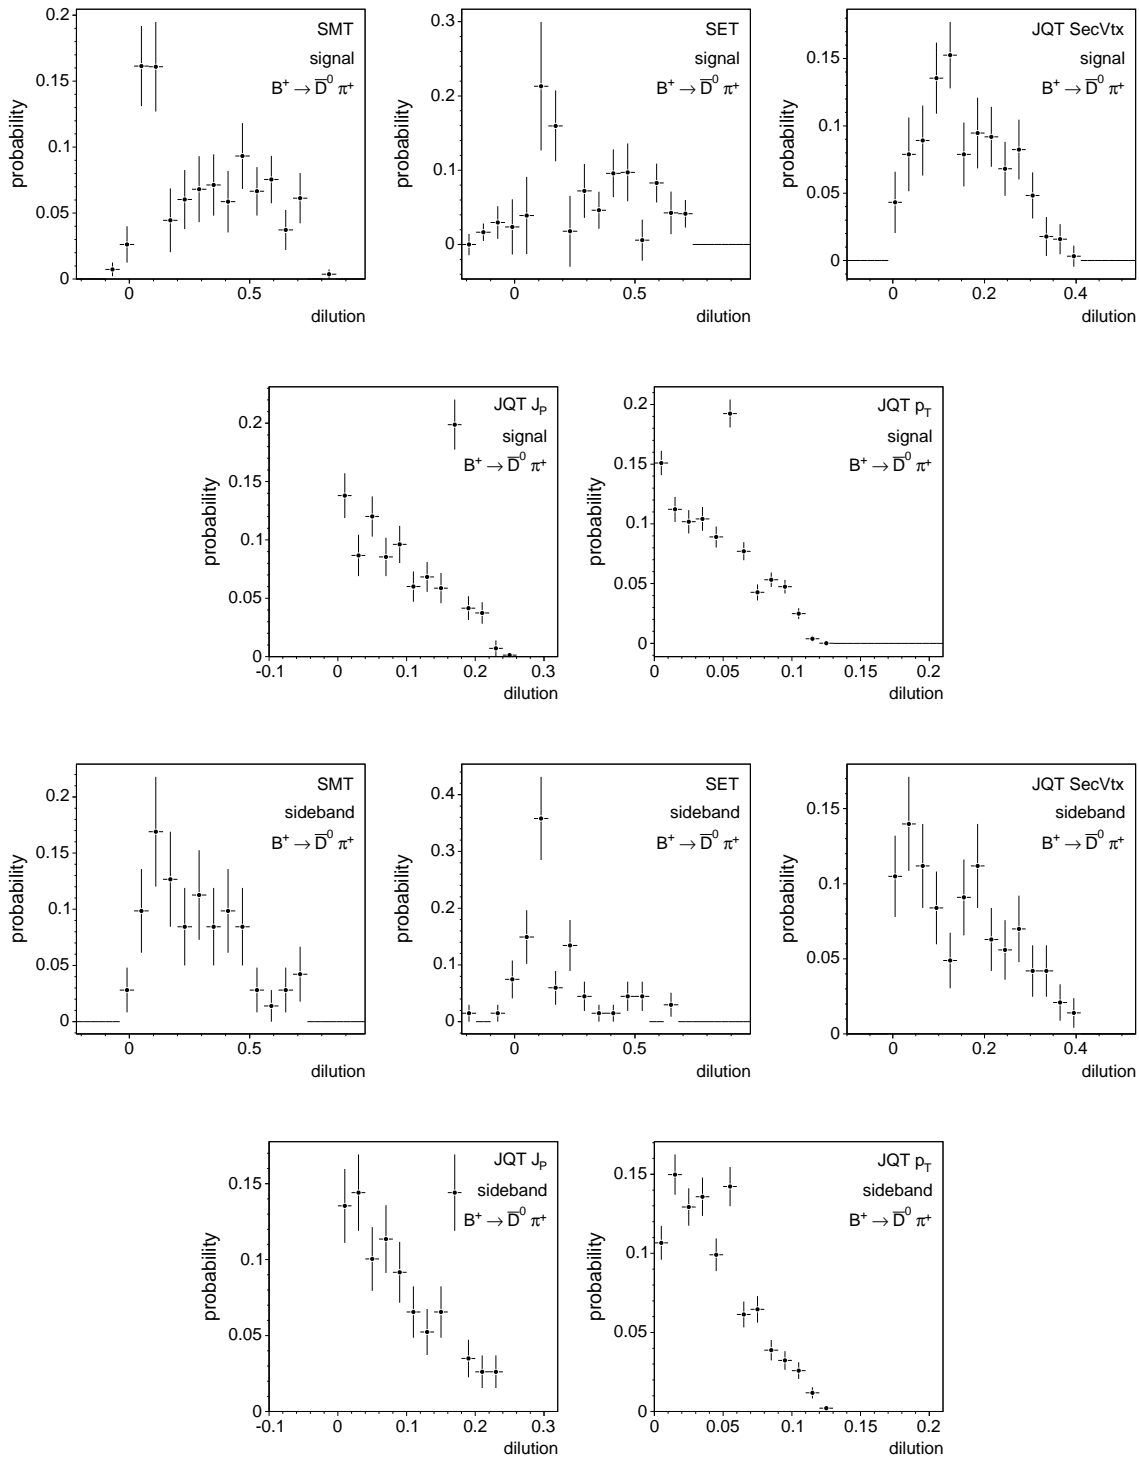 SMT
signal
B⁺ → D̅⁰ π⁺
probability
0.2
0.15
0.1
0.05
0
0 0.5
dilution
SET
signal
B⁺ → D̅⁰ π⁺
probability
0.3
0.2
0.1
0
0 0.5
dilution
JQT SecVtx
signal
B⁺ → D̅⁰ π⁺
probability
0.15
0.1
0.05
0
0 0.2 0.4
dilution
JQT J_P
signal
B⁺ → D̅⁰ π⁺
probability
0.2
0.15
0.1
0.05
0
-0.1 0 0.1 0.2 0.3
dilution
JQT p_T
signal
B⁺ → D̅⁰ π⁺
probability
0.2
0.15
0.1
0.05
0
0 0.05 0.1 0.15 0.2
dilution
SMT
sideband
B⁺ → D̅⁰ π⁺
probability
0.2
0.15
0.1
0.05
0
0 0.5
dilution
SET
sideband
B⁺ → D̅⁰ π⁺
probability
0.4
0.3
0.2
0.1
0
0 0.5
dilution
JQT SecVtx
sideband
B⁺ → D̅⁰ π⁺
probability
0.15
0.1
0.05
0
0 0.2 0.4
dilution
JQT J_P
sideband
B⁺ → D̅⁰ π⁺
probability
0.15
0.1
0.05
0
-0.1 0 0.1 0.2 0.3
dilution
JQT p_T
sideband
B⁺ → D̅⁰ π⁺
probability
0.15
0.1
0.05
0
0 0.05 0.1 0.15 0.2
dilution